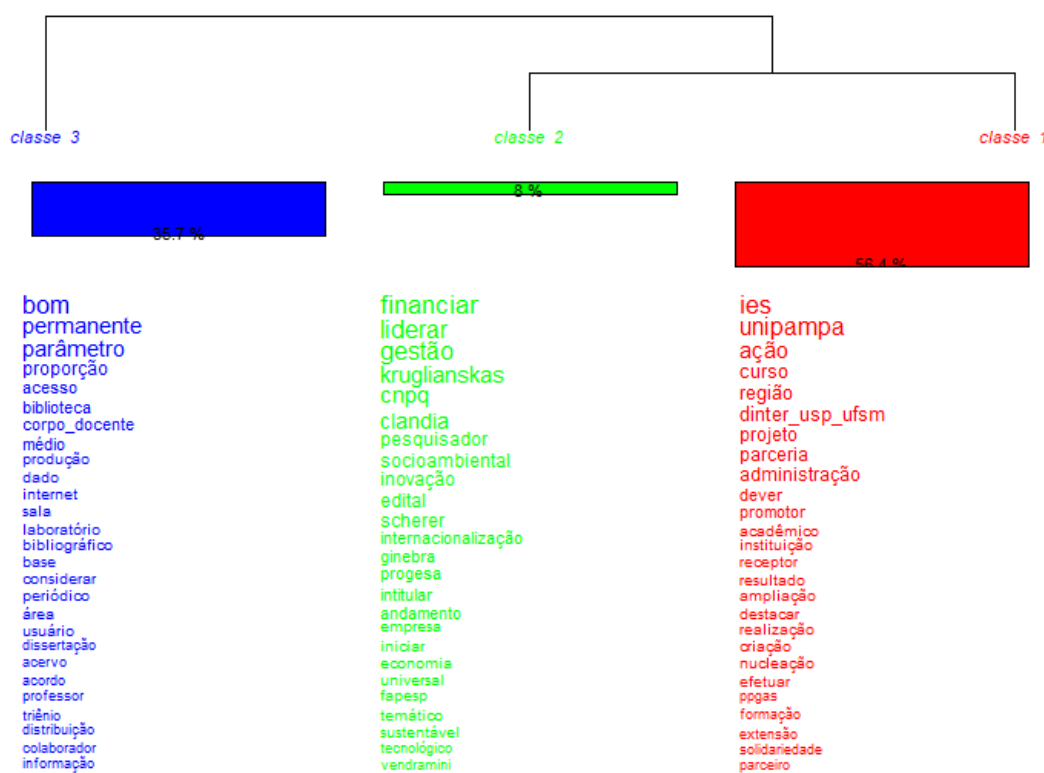 classe 3
classe 2
classe 1
35.7 %
8 %
56.4 %
bom
permanente
parâmetro
proporção
acesso
biblioteca
corpo_docente
médio
produção
dado
internet
sala
laboratório
bibliográfico
base
considerar
periódico
área
usuário
dissertação
acervo
acordo
professor
triênio
distribuição
colaborador
informação
financiar
liderar
gestão
kruglianskas
cnpq
clandia
pesquisador
socioambiental
inovação
edital
scherer
internacionalização
ginebra
progesa
intitular
andamento
empresa
iniciar
economia
universal
fapesp
temático
sustentável
tecnológico
vendramini
ies
unipampa
ação
curso
região
dinter_usp_ufsm
projeto
parceria
administração
dever
promotor
acadêmico
instituição
receptor
resultado
ampliação
destacar
realização
criação
nucleação
efetuar
ppgas
formação
extensão
solidariedade
parceiro